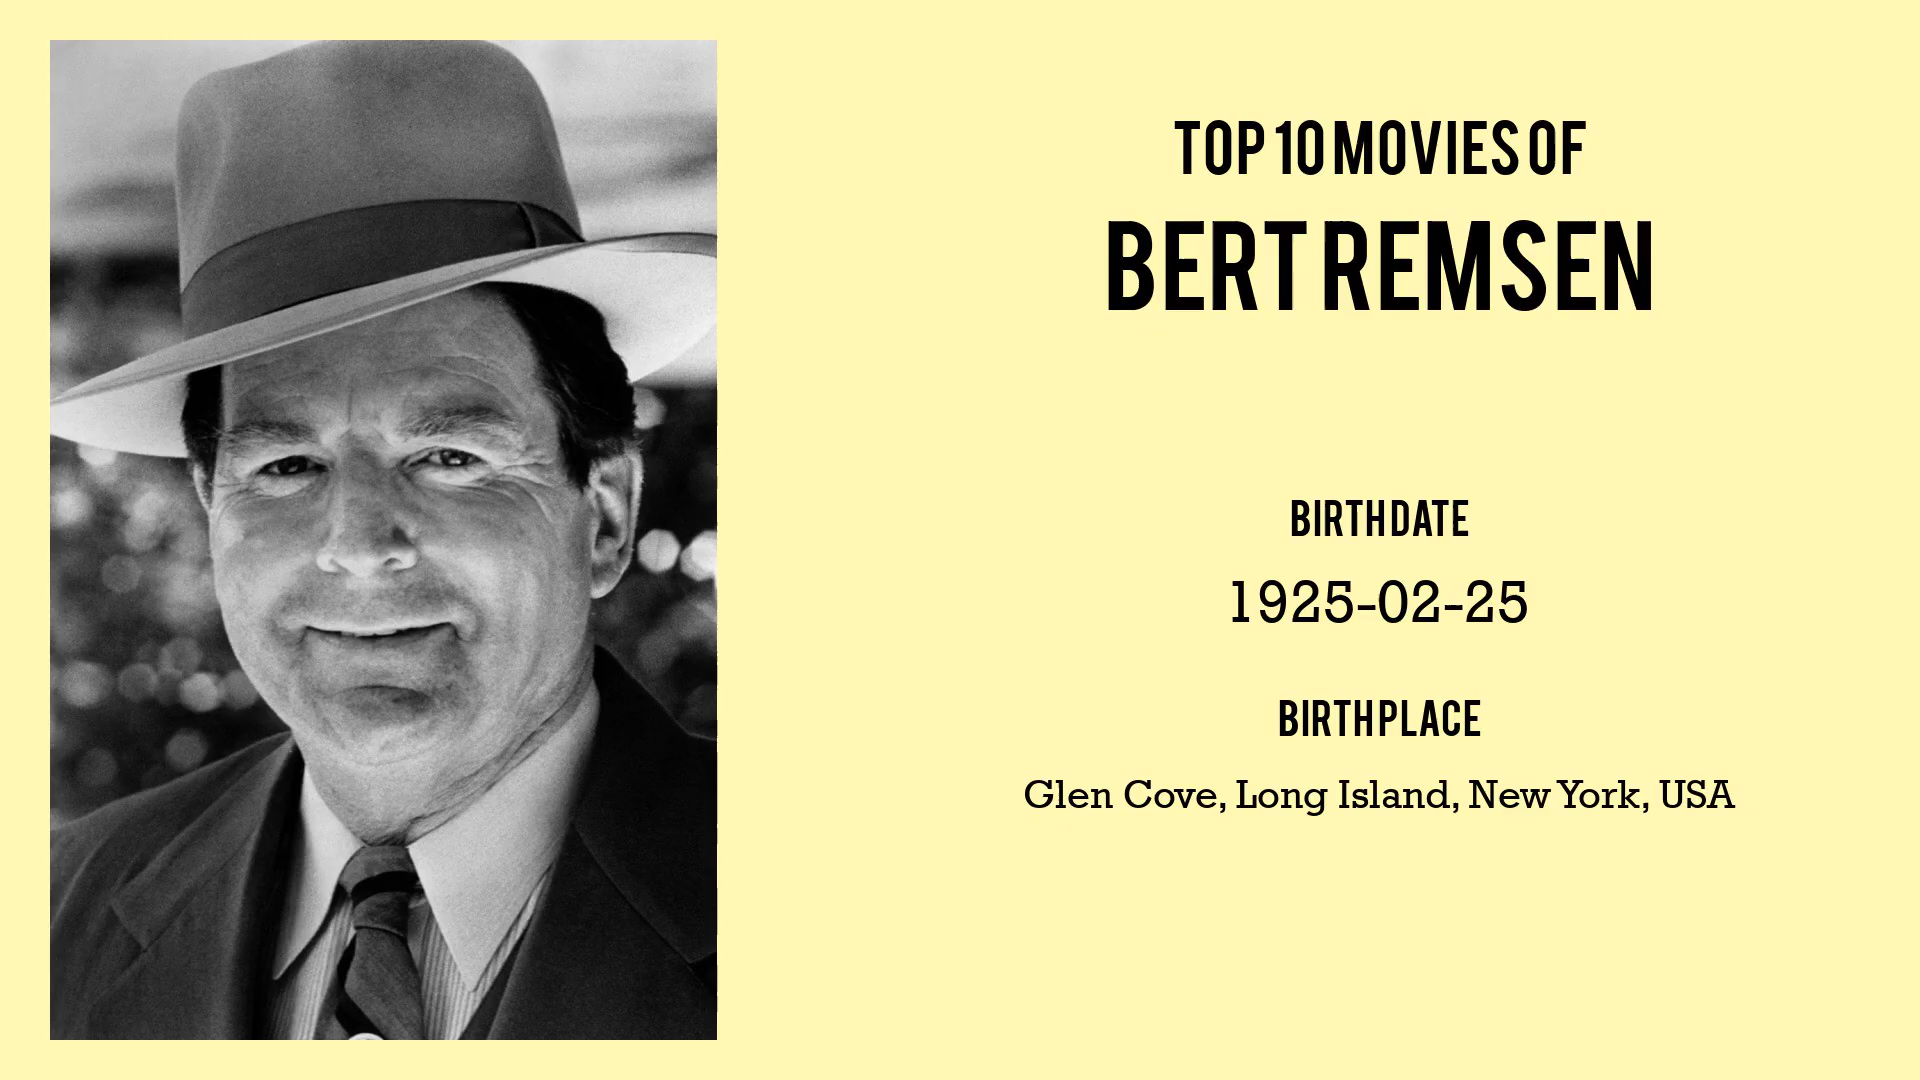 TOP 10 MOVIES OF
BERT REMSEN
BIRTHDATE
1925-02-25
BIRTHPLACE
Glen Cove, Long Island, New York, USA